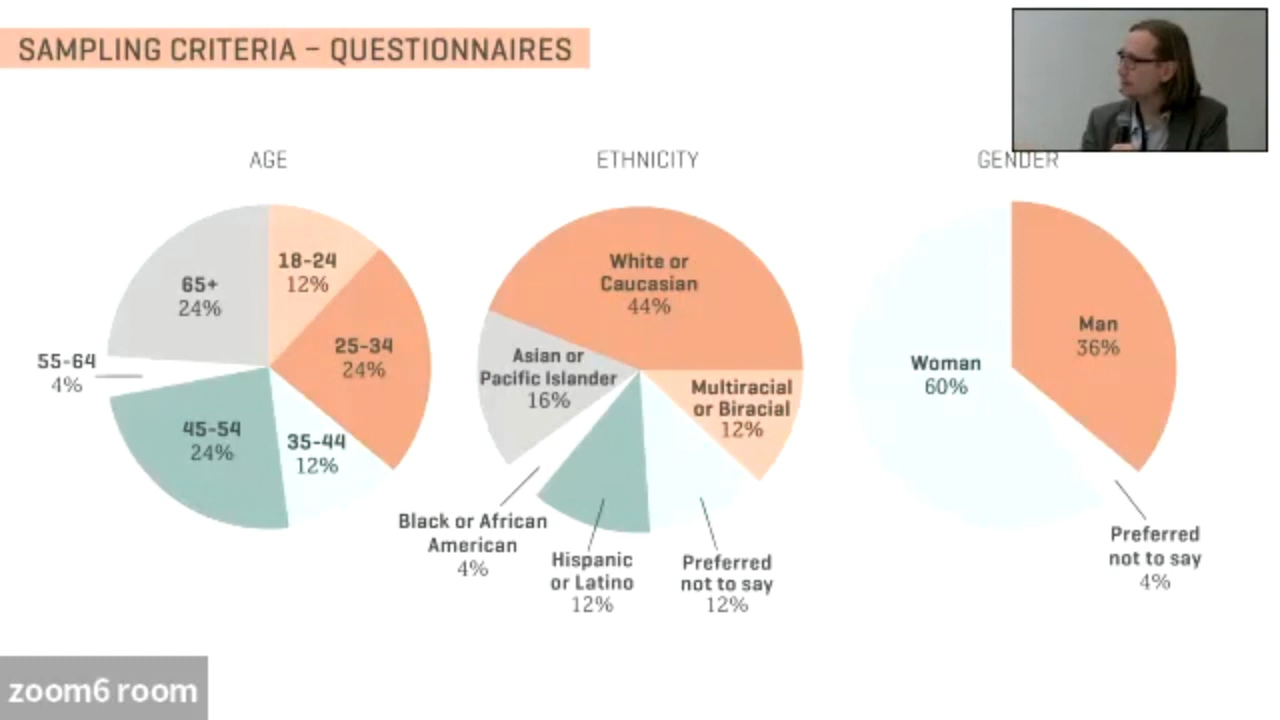 SAMPLING CRITERIA – QUESTIONNAIRES
AGE
18-24
12%
25-34
24%
35-44
12%
45-54
24%
55-64
4%
65+
24%
ETHNICITY
White or
Caucasian
44%
Multiracial
or Biracial
12%
Preferred
not to say
12%
Hispanic
or Latino
12%
Black or African
American
4%
Asian or
Pacific Islander
16%
GENDER
Man
36%
Preferred
not to say
4%
Woman
60%
zoom6 room